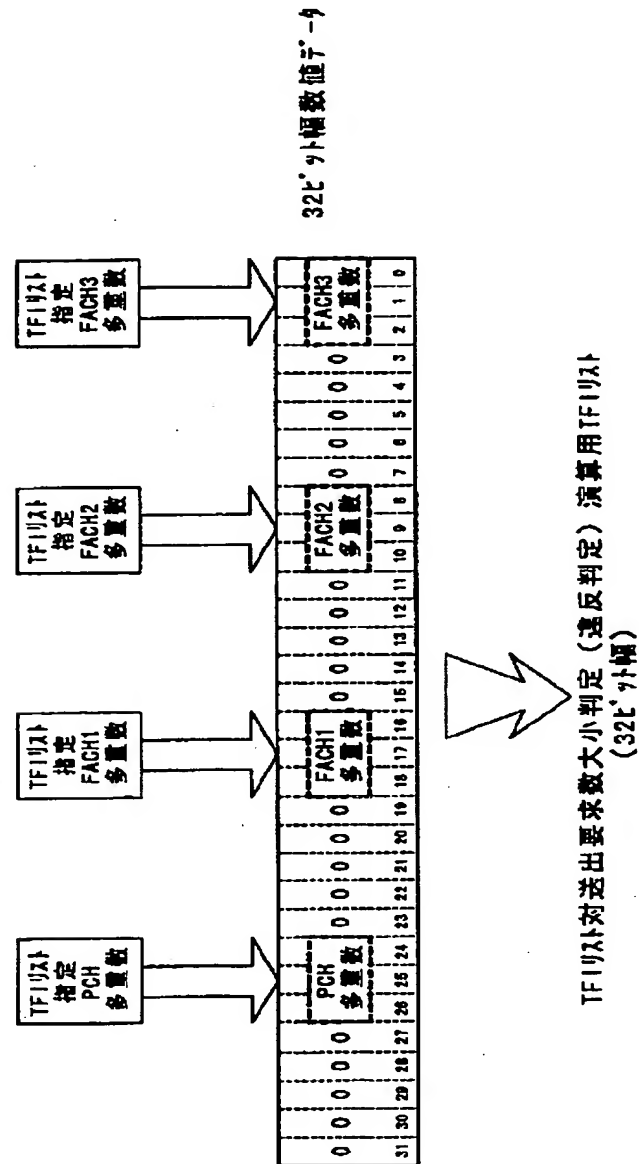 TFIリスト
指定
PCH
多重数
TFIリスト
指定
FACH1
多重数
TFIリスト
指定
FACH2
多重数
TFIリスト
指定
FACH3
多重数
32ビット幅数値データ
0 0 0 0 0 PCH 多重数 0 0 0 0 0 FACH1 多重数 0 0 0 0 0 FACH2 多重数 0 0 0 0 0 FACH3 多重数
31 30 29 28 27 26 25 24 23 22 21 20 19 18 17 16 15 14 13 12 11 10 9 8 7 6 5 4 3 2 1 0
TFIリスト対送出要求数大小判定（違反判定）演算用TFIリスト
（32ビット幅）